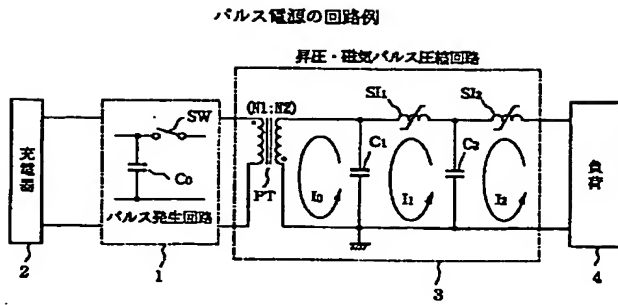 パルス電源の回路例
昇圧・磁気パルス圧縮回路
SW
(N1:N2)
SI₁
SI₂
充電器
C₀
C₁
C₂
I₀
I₁
I₂
負荷
PT
パルス発生回路
2
1
3
4